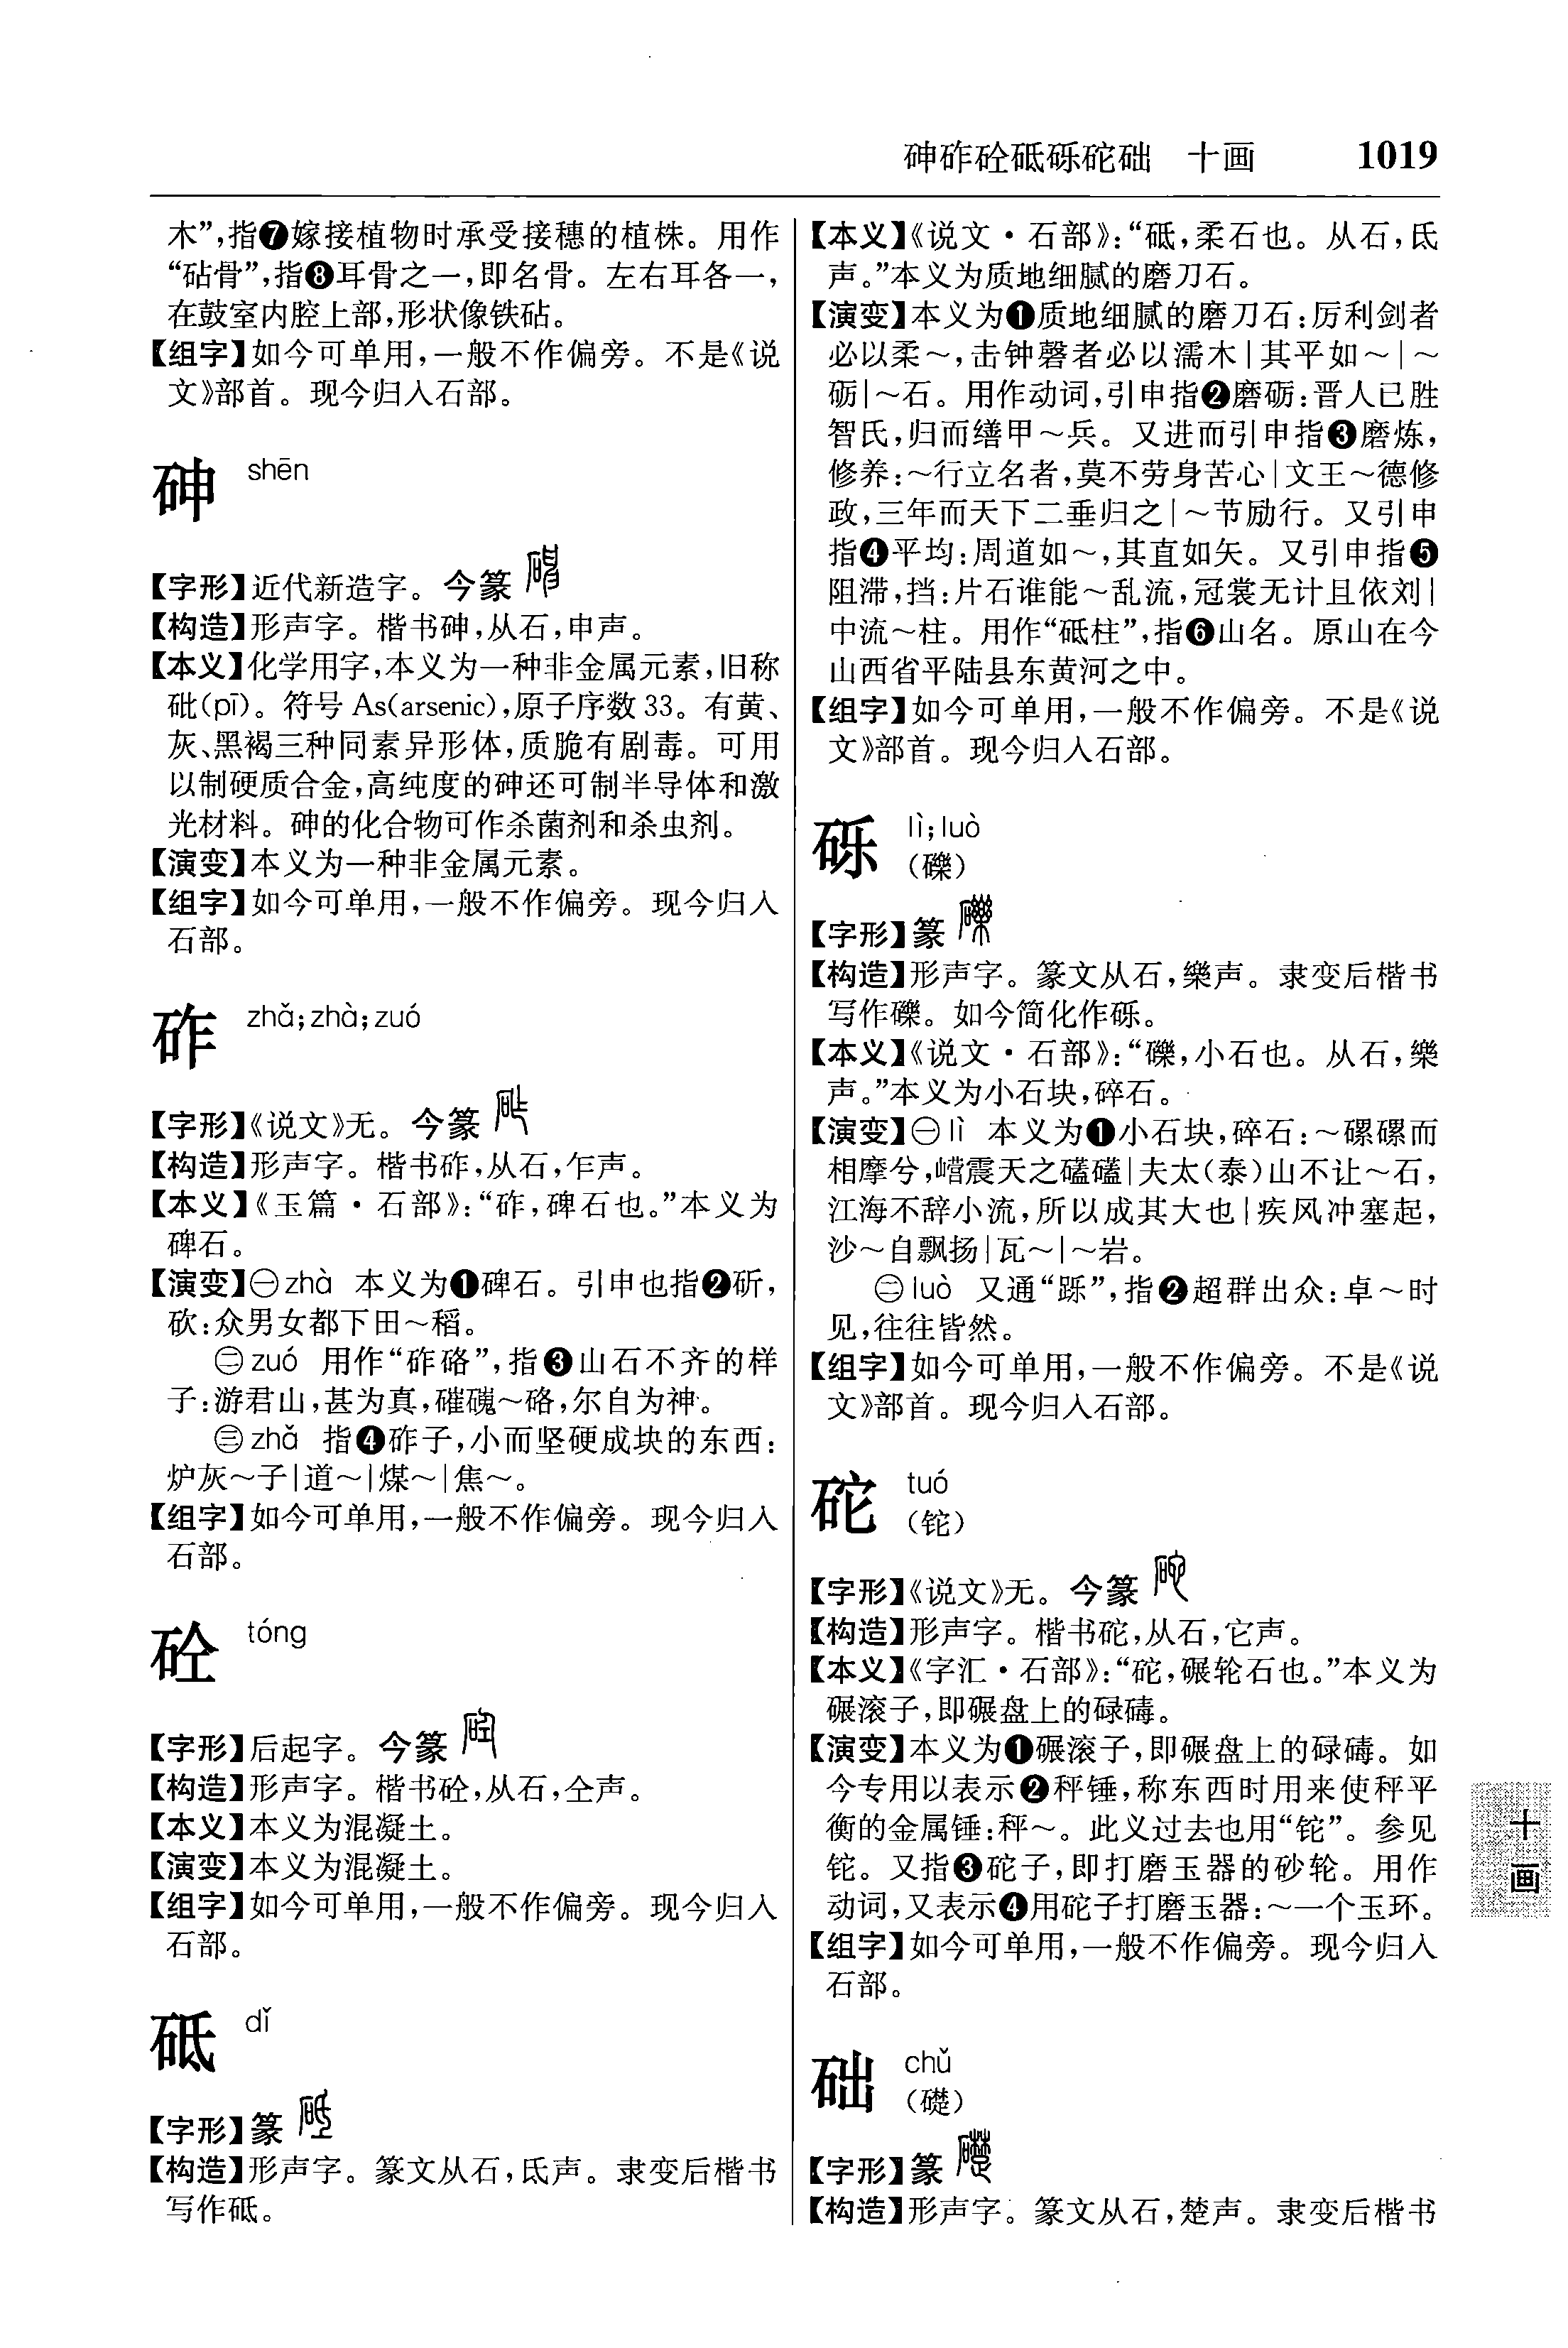 砷砟砼砥砾砣础 十画 1019
木”,指❼嫁接植物时承受接穗的植株。用作
“砧骨”,指❽耳骨之一,即名骨。左右耳各一,
在鼓室内腔上部,形状像铁砧。
【组字】如今可单用,一般不作偏旁。不是《说
文》部首。现今归入石部。
砷 shēn
【字形】近代新造字。今篆
【构造】形声字。楷书砷,从石,申声。
【本义】化学用字,本义为一种非金属元素,旧称
砒(pī)。符号 As(arsenic),原子序数 33。有黄、
灰、黑褐三种同素异形体,质脆有剧毒。可用
以制硬质合金,高纯度的砷还可制半导体和激
光材料。砷的化合物可作杀菌剂和杀虫剂。
【演变】本义为一种非金属元素。
【组字】如今可单用,一般不作偏旁。现今归入
石部。
砟 zhǎ;zhà;zuó
【字形】《说文》无。今篆
【构造】形声字。楷书砟,从石,乍声。
【本义】《玉篇·石部》:“砟,碑石也。”本义为
碑石。
【演变】㊀zhà 本义为❶碑石。引申也指❷斫,
砍:众男女都下田～稻。
㊁zuó 用作“砟硌”,指❸山石不齐的样
子:游君山,甚为真,磪磈～硌,尔自为神。
㊂zhǎ 指❹砟子,小而坚硬成块的东西:
炉灰～子|道～|煤～|焦～。
【组字】如今可单用,一般不作偏旁。现今归入
石部。
砼 tóng
【字形】后起字。今篆
【构造】形声字。楷书砼,从石,仝声。
【本义】本义为混凝土。
【演变】本义为混凝土。
【组字】如今可单用,一般不作偏旁。现今归入
石部。
砥 dǐ
【字形】篆
【构造】形声字。篆文从石,氐声。隶变后楷书
写作砥。
【本义】《说文·石部》:“砥,柔石也。从石,氐
声。”本义为质地细腻的磨刀石。
【演变】本义为❶质地细腻的磨刀石:厉利剑者
必以柔～,击钟磬者必以濡木|其平如～|～
砺|～石。用作动词,引申指❷磨砺:晋人已胜
智氏,归而缮甲～兵。又进而引申指❸磨炼,
修养:～行立名者,莫不劳身苦心|文王～德修
政,三年而天下二垂归之|～节励行。又引申
指❹平均:周道如～,其直如矢。又引申指❺
阻滞,挡:片石谁能～乱流,冠裳无计且依刘|
中流～柱。用作“砥柱”,指❻山名。原山在今
山西省平陆县东黄河之中。
【组字】如今可单用,一般不作偏旁。不是《说
文》部首。现今归入石部。
砾 lì;luò
(礫)
【字形】篆
【构造】形声字。篆文从石,樂声。隶变后楷书
写作礫。如今简化作砾。
【本义】《说文·石部》:“礫,小石也。从石,樂
声。”本义为小石块,碎石。
【演变】㊀lì 本义为❶小石块,碎石:～磥磥而
相摩兮,嶆震天之磕磕|夫太(泰)山不让～石,
江海不辞小流,所以成其大也|疾风冲塞起,
沙～自飘扬|瓦～|～岩。
㊁luò 又通“跞”,指❷超群出众:卓～时
见,往往皆然。
【组字】如今可单用,一般不作偏旁。不是《说
文》部首。现今归入石部。
砣 tuó
(铊)
【字形】《说文》无。今篆
【构造】形声字。楷书砣,从石,它声。
【本义】《字汇·石部》:“砣,碾轮石也。”本义为
碾滚子,即碾盘上的碌碡。
【演变】本义为❶碾滚子,即碾盘上的碌碡。如
今专用以表示❷秤锤,称东西时用来使秤平
衡的金属锤:秤～。此义过去也用“铊”。参见
铊。又指❸砣子,即打磨玉器的砂轮。用作
动词,又表示❹用砣子打磨玉器:～一个玉环。
【组字】如今可单用,一般不作偏旁。现今归入
石部。
础 chǔ
(礎)
【字形】篆
【构造】形声字。篆文从石,楚声。隶变后楷书
十
画